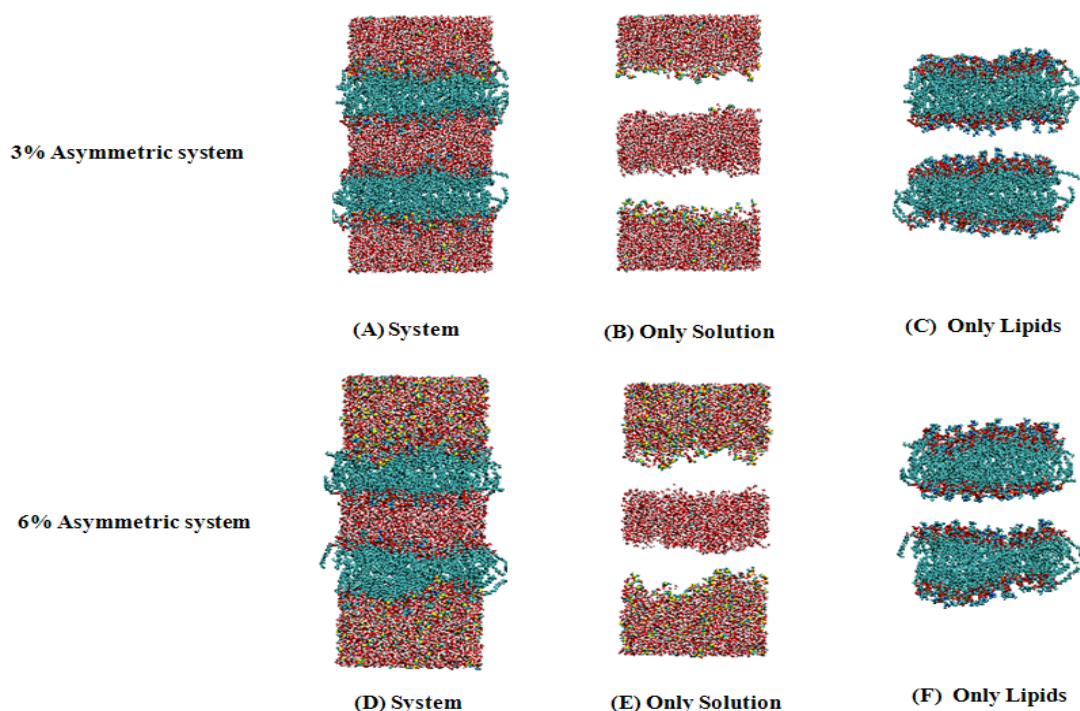 3% Asymmetric system
(A) System
(B) Only Solution
(C) Only Lipids
6% Asymmetric system
(D) System
(E) Only Solution
(F) Only Lipids